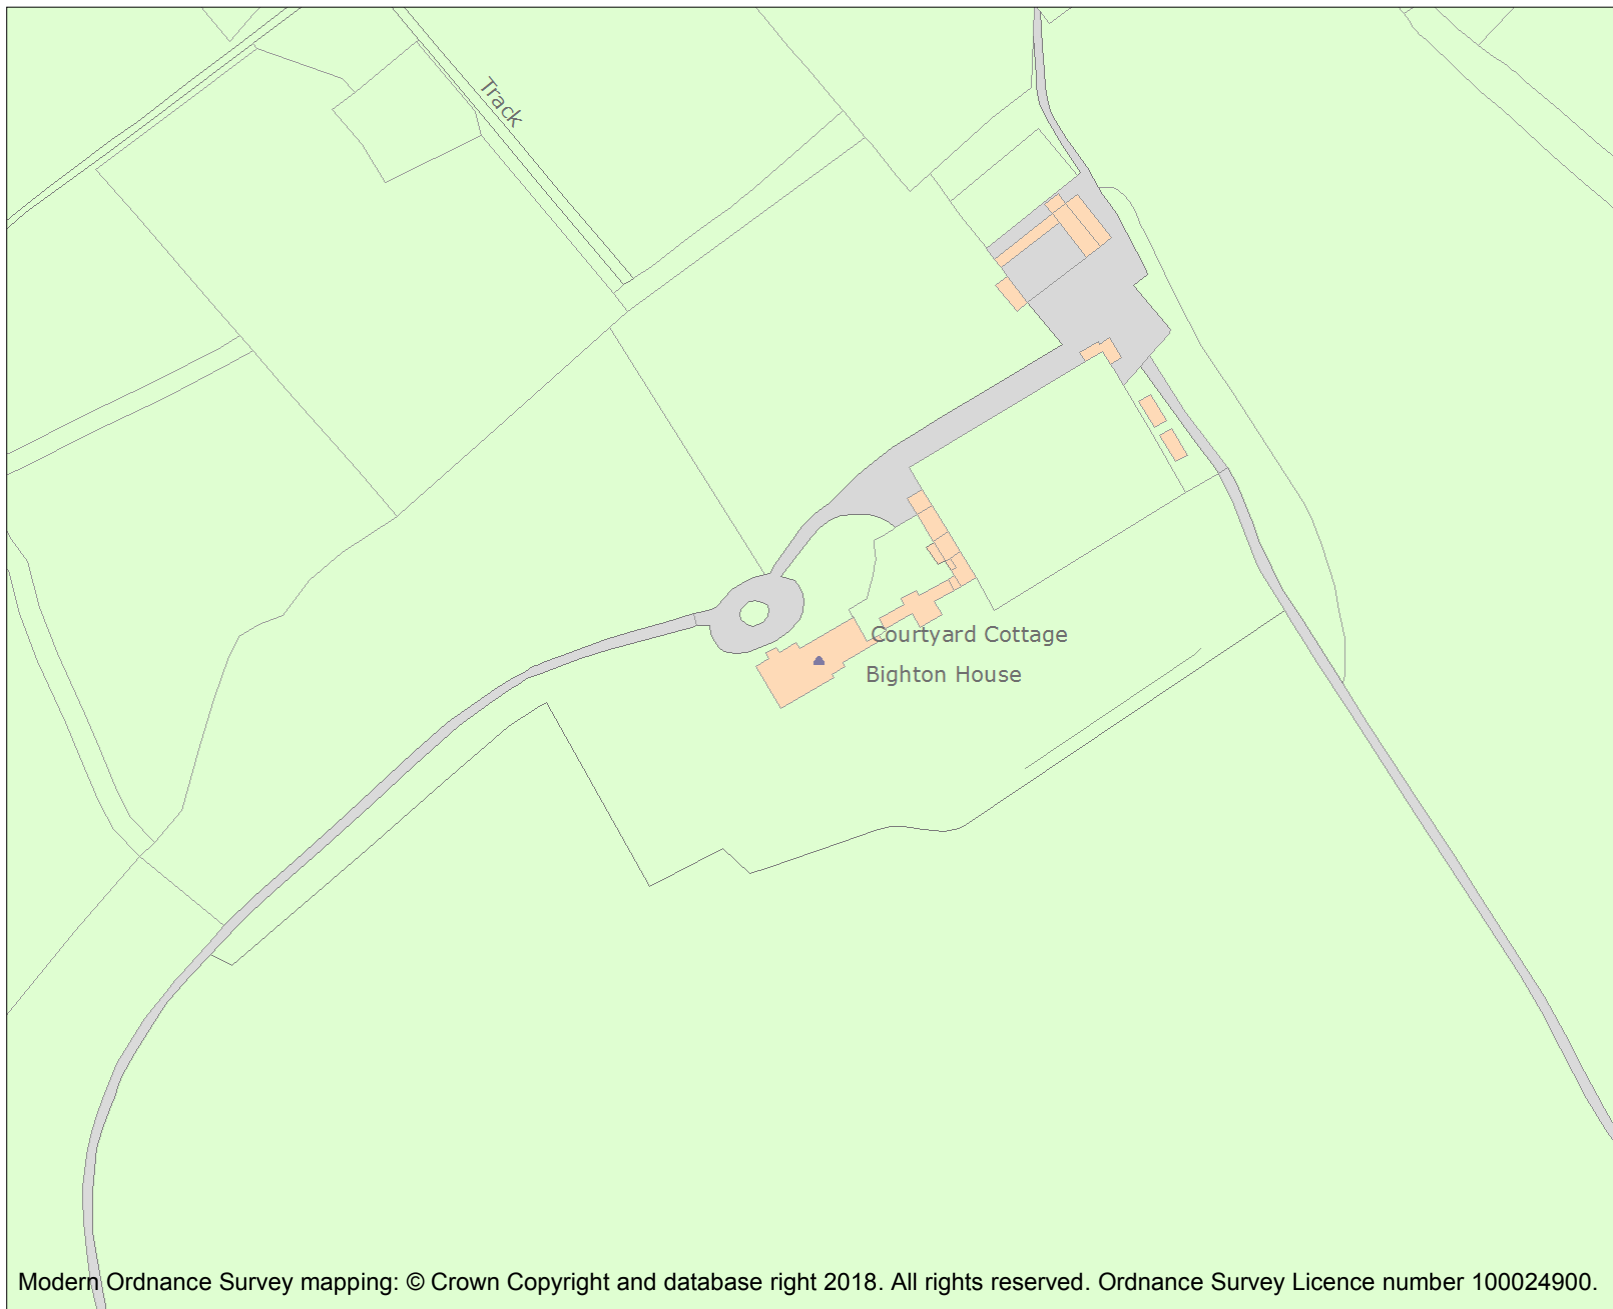 Track
Courtyard Cottage
Bighton House
Modern Ordnance Survey mapping: © Crown Copyright and database right 2018. All rights reserved. Ordnance Survey Licence number 100024900.